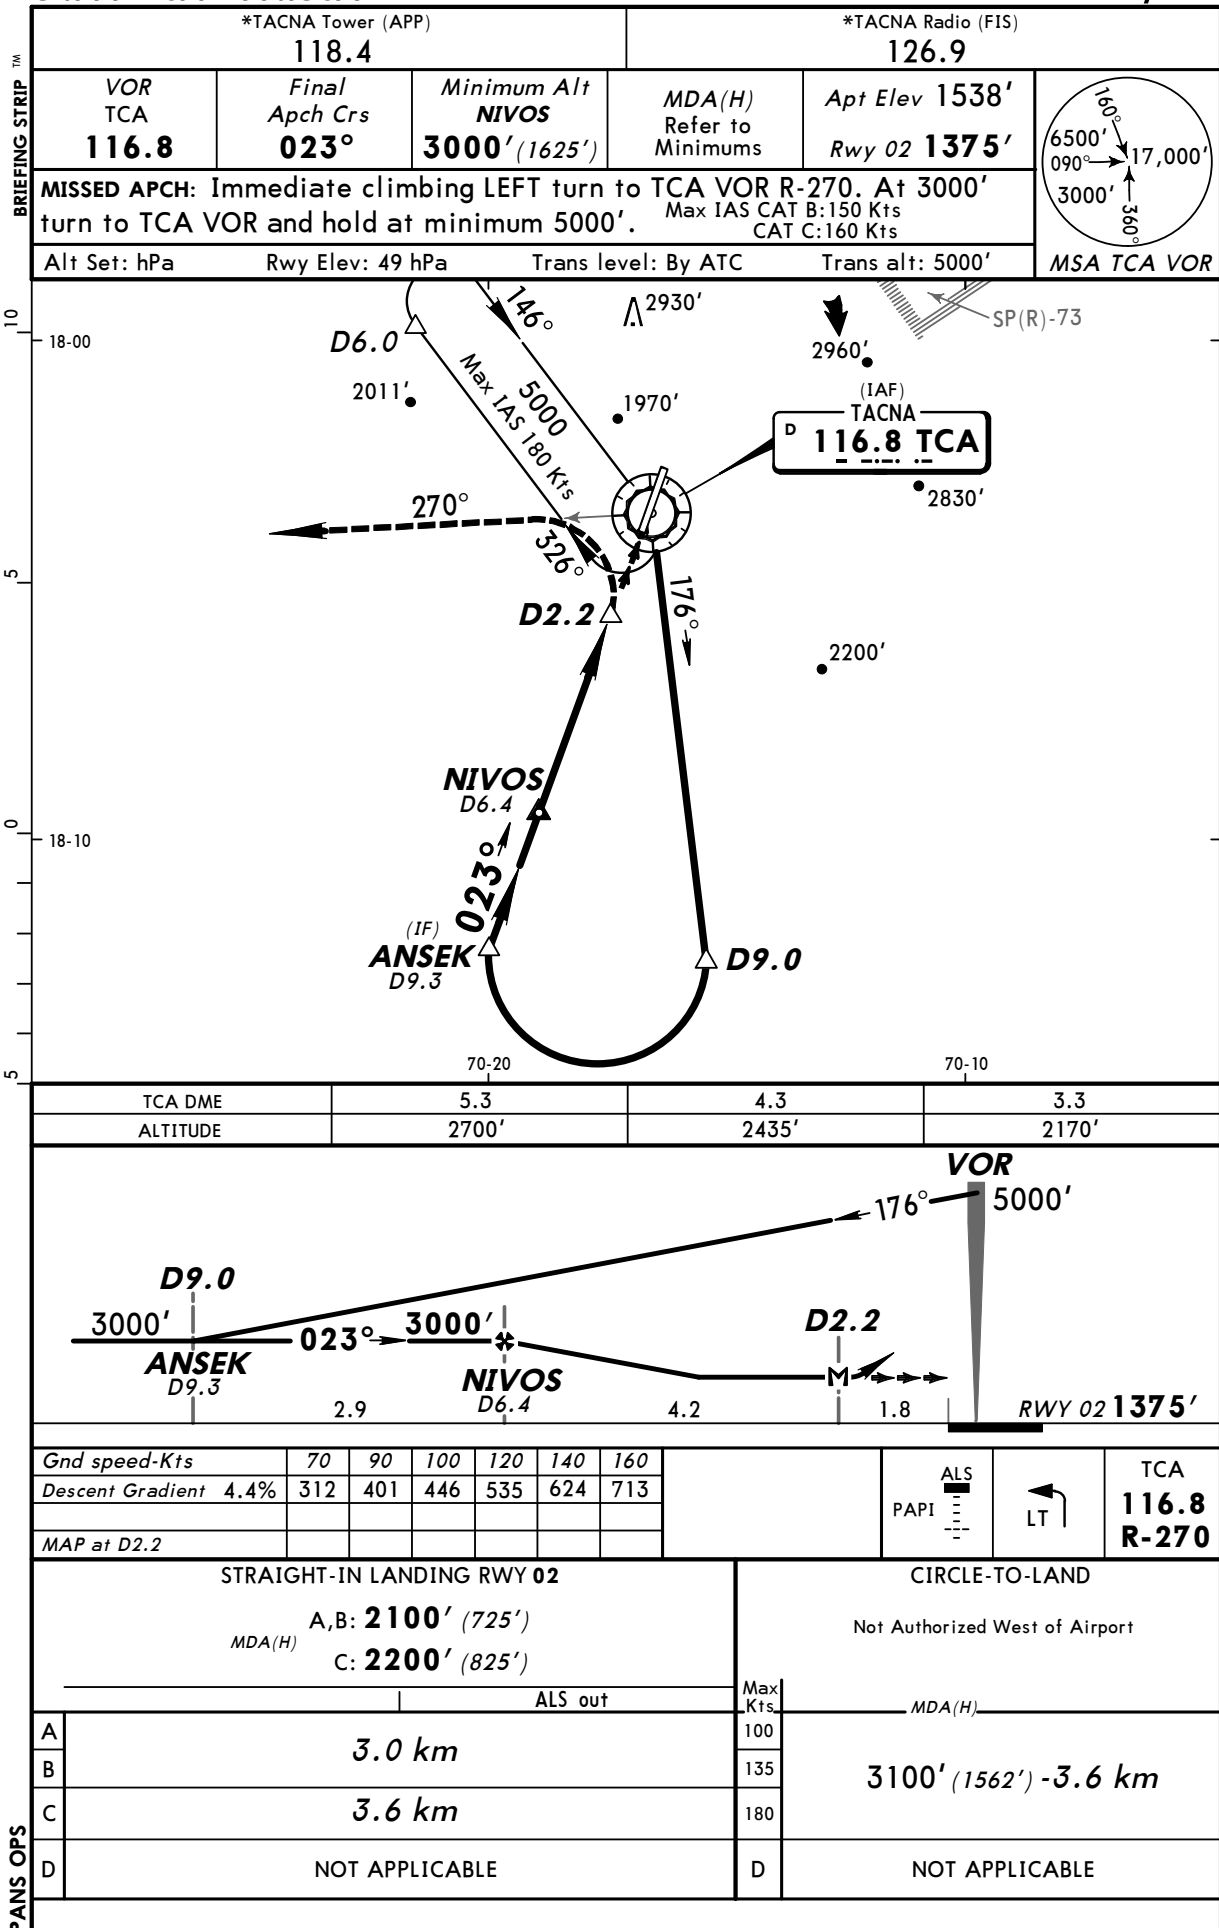 *TACNA Tower (APP)
118.4
*TACNA Radio (FIS)
126.9
BRIEFING STRIP TM
VOR
TCA
116.8
Final
Apch Crs
023°
Minimum Alt
NIVOS
3000' (1625')
MDA(H)
Refer to
Minimums
Apt Elev 1538'
Rwy 02 1375'
MISSED APCH: Immediate climbing LEFT turn to TCA VOR R-270. At 3000'
turn to TCA VOR and hold at minimum 5000'.
Max IAS CAT B:150 Kts
CAT C:160 Kts
Alt Set: hPa
Rwy Elev: 49 hPa
Trans level: By ATC
Trans alt: 5000'
160°
6500'
090°
17,000'
3000'
360°
MSA TCA VOR
10
18-00
D6.0
146°
2930'
SP(R)-73
2960'
2011'
5000
Max IAS 180 Kts
1970'
(IAF)
TACNA
D 116.8 TCA
2830'
270°
326°
5
D2.2
176°
2200'
NIVOS
D6.4
0
18-10
023°
(IF)
ANSEK
D9.3
D9.0
70-20
70-10
5
TCA DME 5.3 4.3 3.3
ALTITUDE 2700' 2435' 2170'
VOR
176°
5000'
D9.0
3000'
023°
3000'
D2.2
ANSEK
D9.3
NIVOS
D6.4
2.9
4.2
1.8
RWY 02 1375'
Gnd speed-Kts 70 90 100 120 140 160
Descent Gradient 4.4% 312 401 446 535 624 713
MAP at D2.2
ALS
PAPI
LT
TCA
116.8
R-270
STRAIGHT-IN LANDING RWY 02
MDA(H)
A,B: 2100' (725')
C: 2200' (825')
ALS out
A
B
3.0 km
C
3.6 km
D
NOT APPLICABLE
CIRCLE-TO-LAND
Not Authorized West of Airport
Max
Kts
MDA(H)
100
135
180
3100' (1562') -3.6 km
D
NOT APPLICABLE
PANS OPS